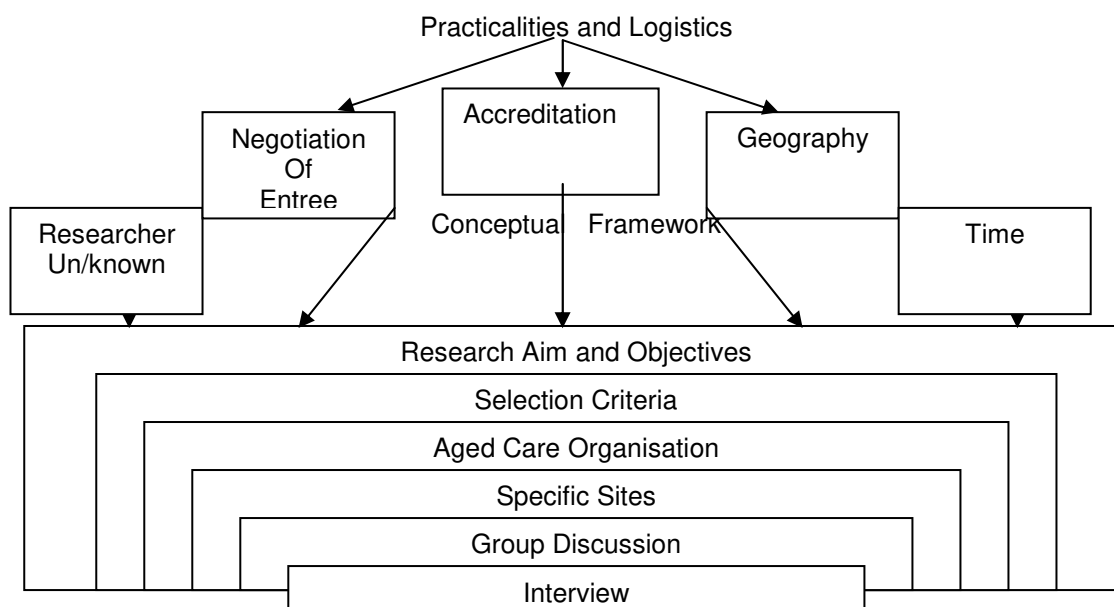 Practicalities and Logistics
Negotiation
Of
Entree
Accreditation
Geography
Researcher
Un/known
Conceptual Framework
Time
Research Aim and Objectives
Selection Criteria
Aged Care Organisation
Specific Sites
Group Discussion
Interview